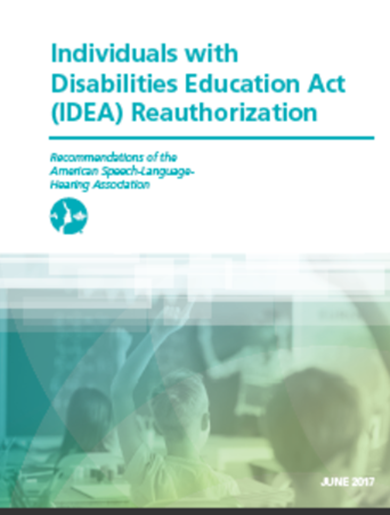 Individuals with
Disabilities Education Act
(IDEA) Reauthorization
Recommendations of the
American Speech-Language-
Hearing Association
JUNE 2017